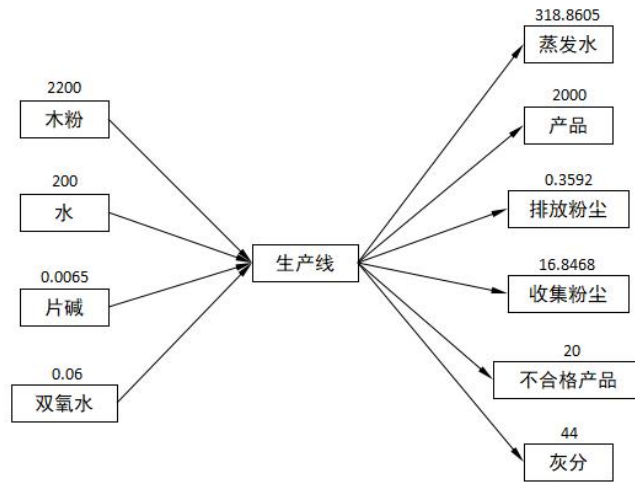 2200
木粉
200
水
0.0065
片碱
0.06
双氧水
生产线
318.8605
蒸发水
2000
产品
0.3592
排放粉尘
16.8468
收集粉尘
20
不合格产品
44
灰分